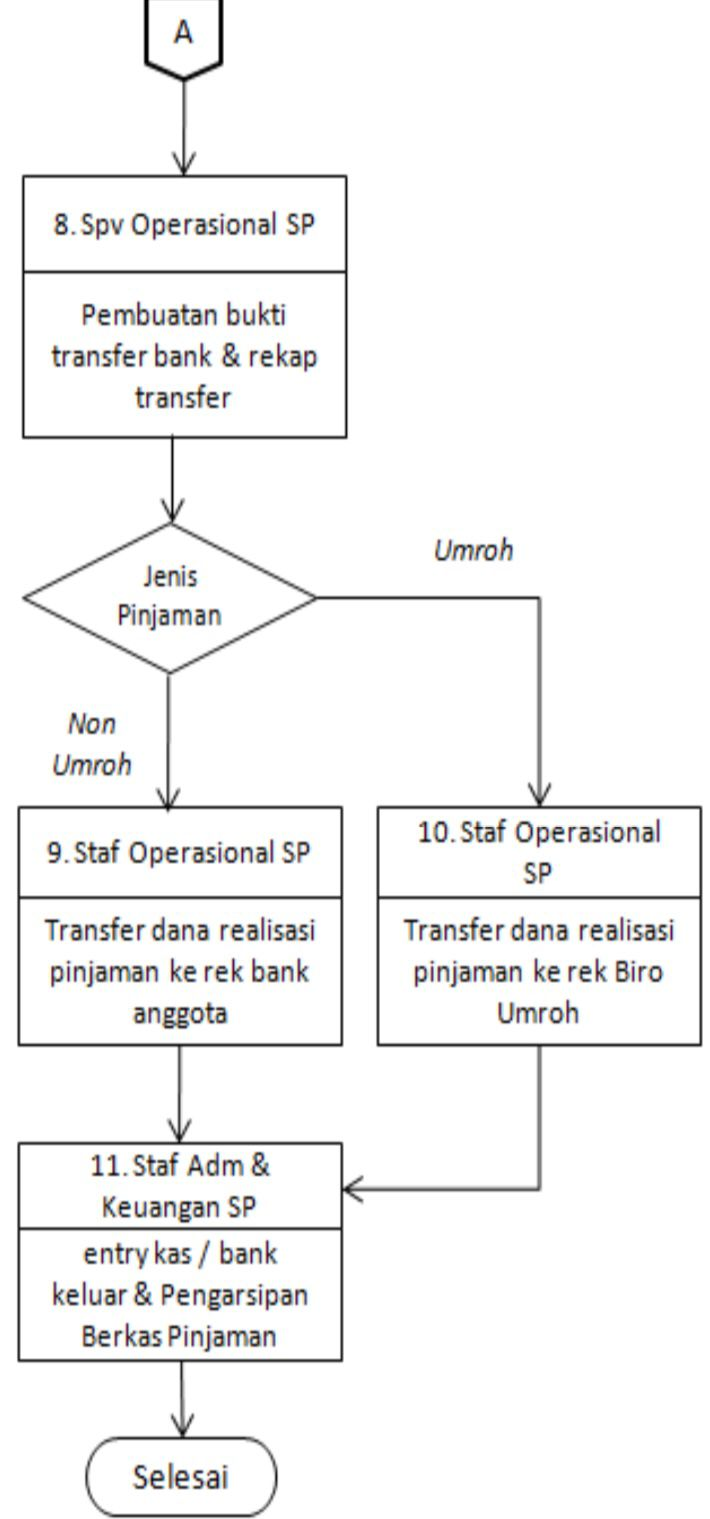 A
8. Spv Operasional SP
Pembuatan bukti
transfer bank & rekap
transfer
Jenis
Pinjaman
Umroh
Non
Umroh
9. Staf Operasional SP
Transfer dana realisasi
pinjaman ke rek bank
anggota
10. Staf Operasional
SP
Transfer dana realisasi
pinjaman ke rek Biro
Umroh
11. Staf Adm &
Keuangan SP
entry kas / bank
keluar & Pengarsipan
Berkas Pinjaman
Selesai